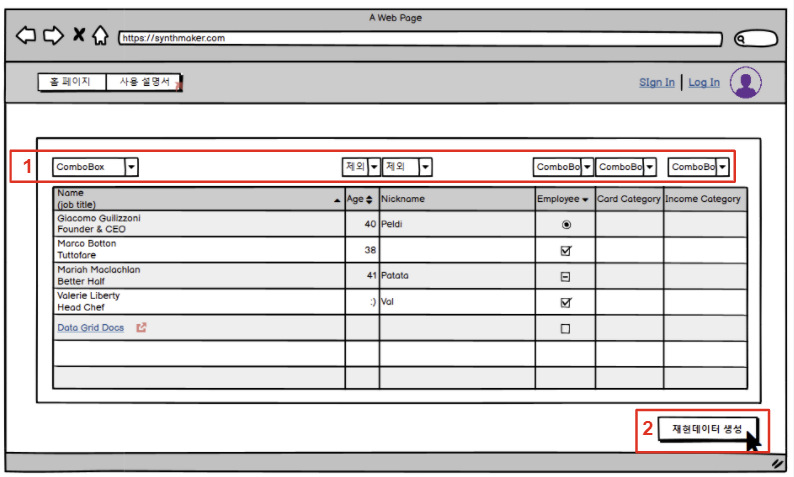 A Web Page
https://synthmaker.com
홈 페이지 사용 설명서
SIgn In Log In
1
ComboBox 제외 제외 ComboBo ComboBo ComboBo
Name
(job title)
Age Nickname Employee Card Category Income Category
Giacomo Guilizzoni
Founder & CEO
40 Peldi
Marco Botton
Tuttofare
38
Mariah Maclachlan
Better Half
41 Patata
Valerie Liberty
Head Chef
:) Val
Data Grid Docs
2
재현데이터 생성